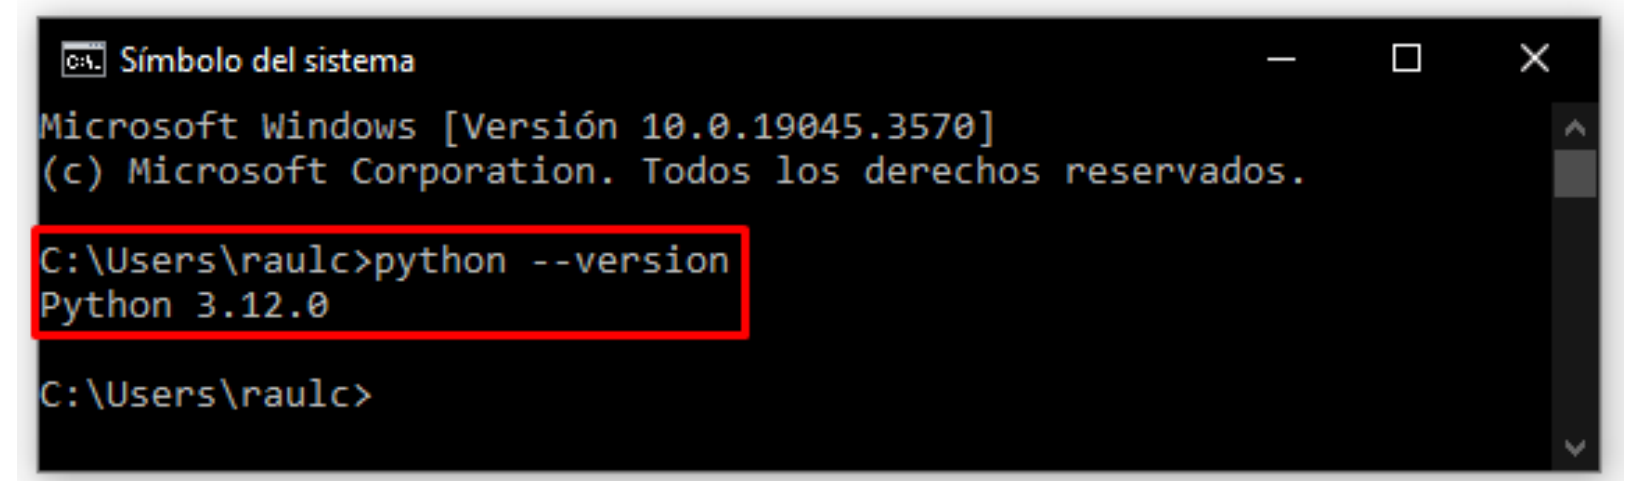 Símbolo del sistema
Microsoft Windows [Versión 10.0.19045.3570]
(c) Microsoft Corporation. Todos los derechos reservados.
C:\Users\raulc>python --version
Python 3.12.0
C:\Users\raulc>